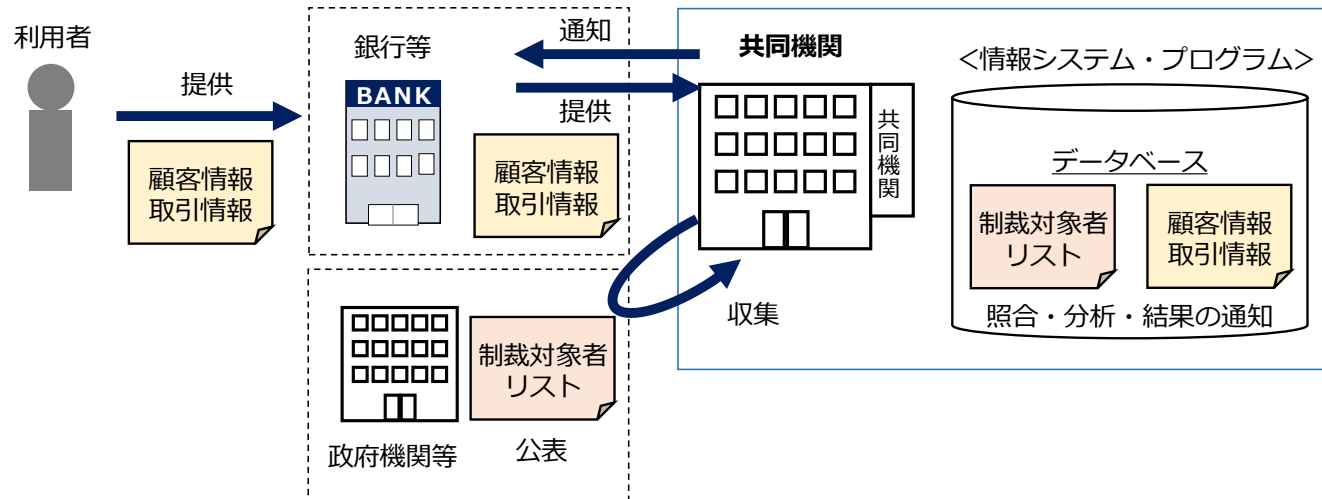 利用者
提供
顧客情報
取引情報
銀行等
BANK
通知
提供
顧客情報
取引情報
政府機関等
制裁対象者
リスト
公表
共同機関
共同機関
収集
<情報システム・プログラム>
データベース
制裁対象者
リスト
顧客情報
取引情報
照合・分析・結果の通知